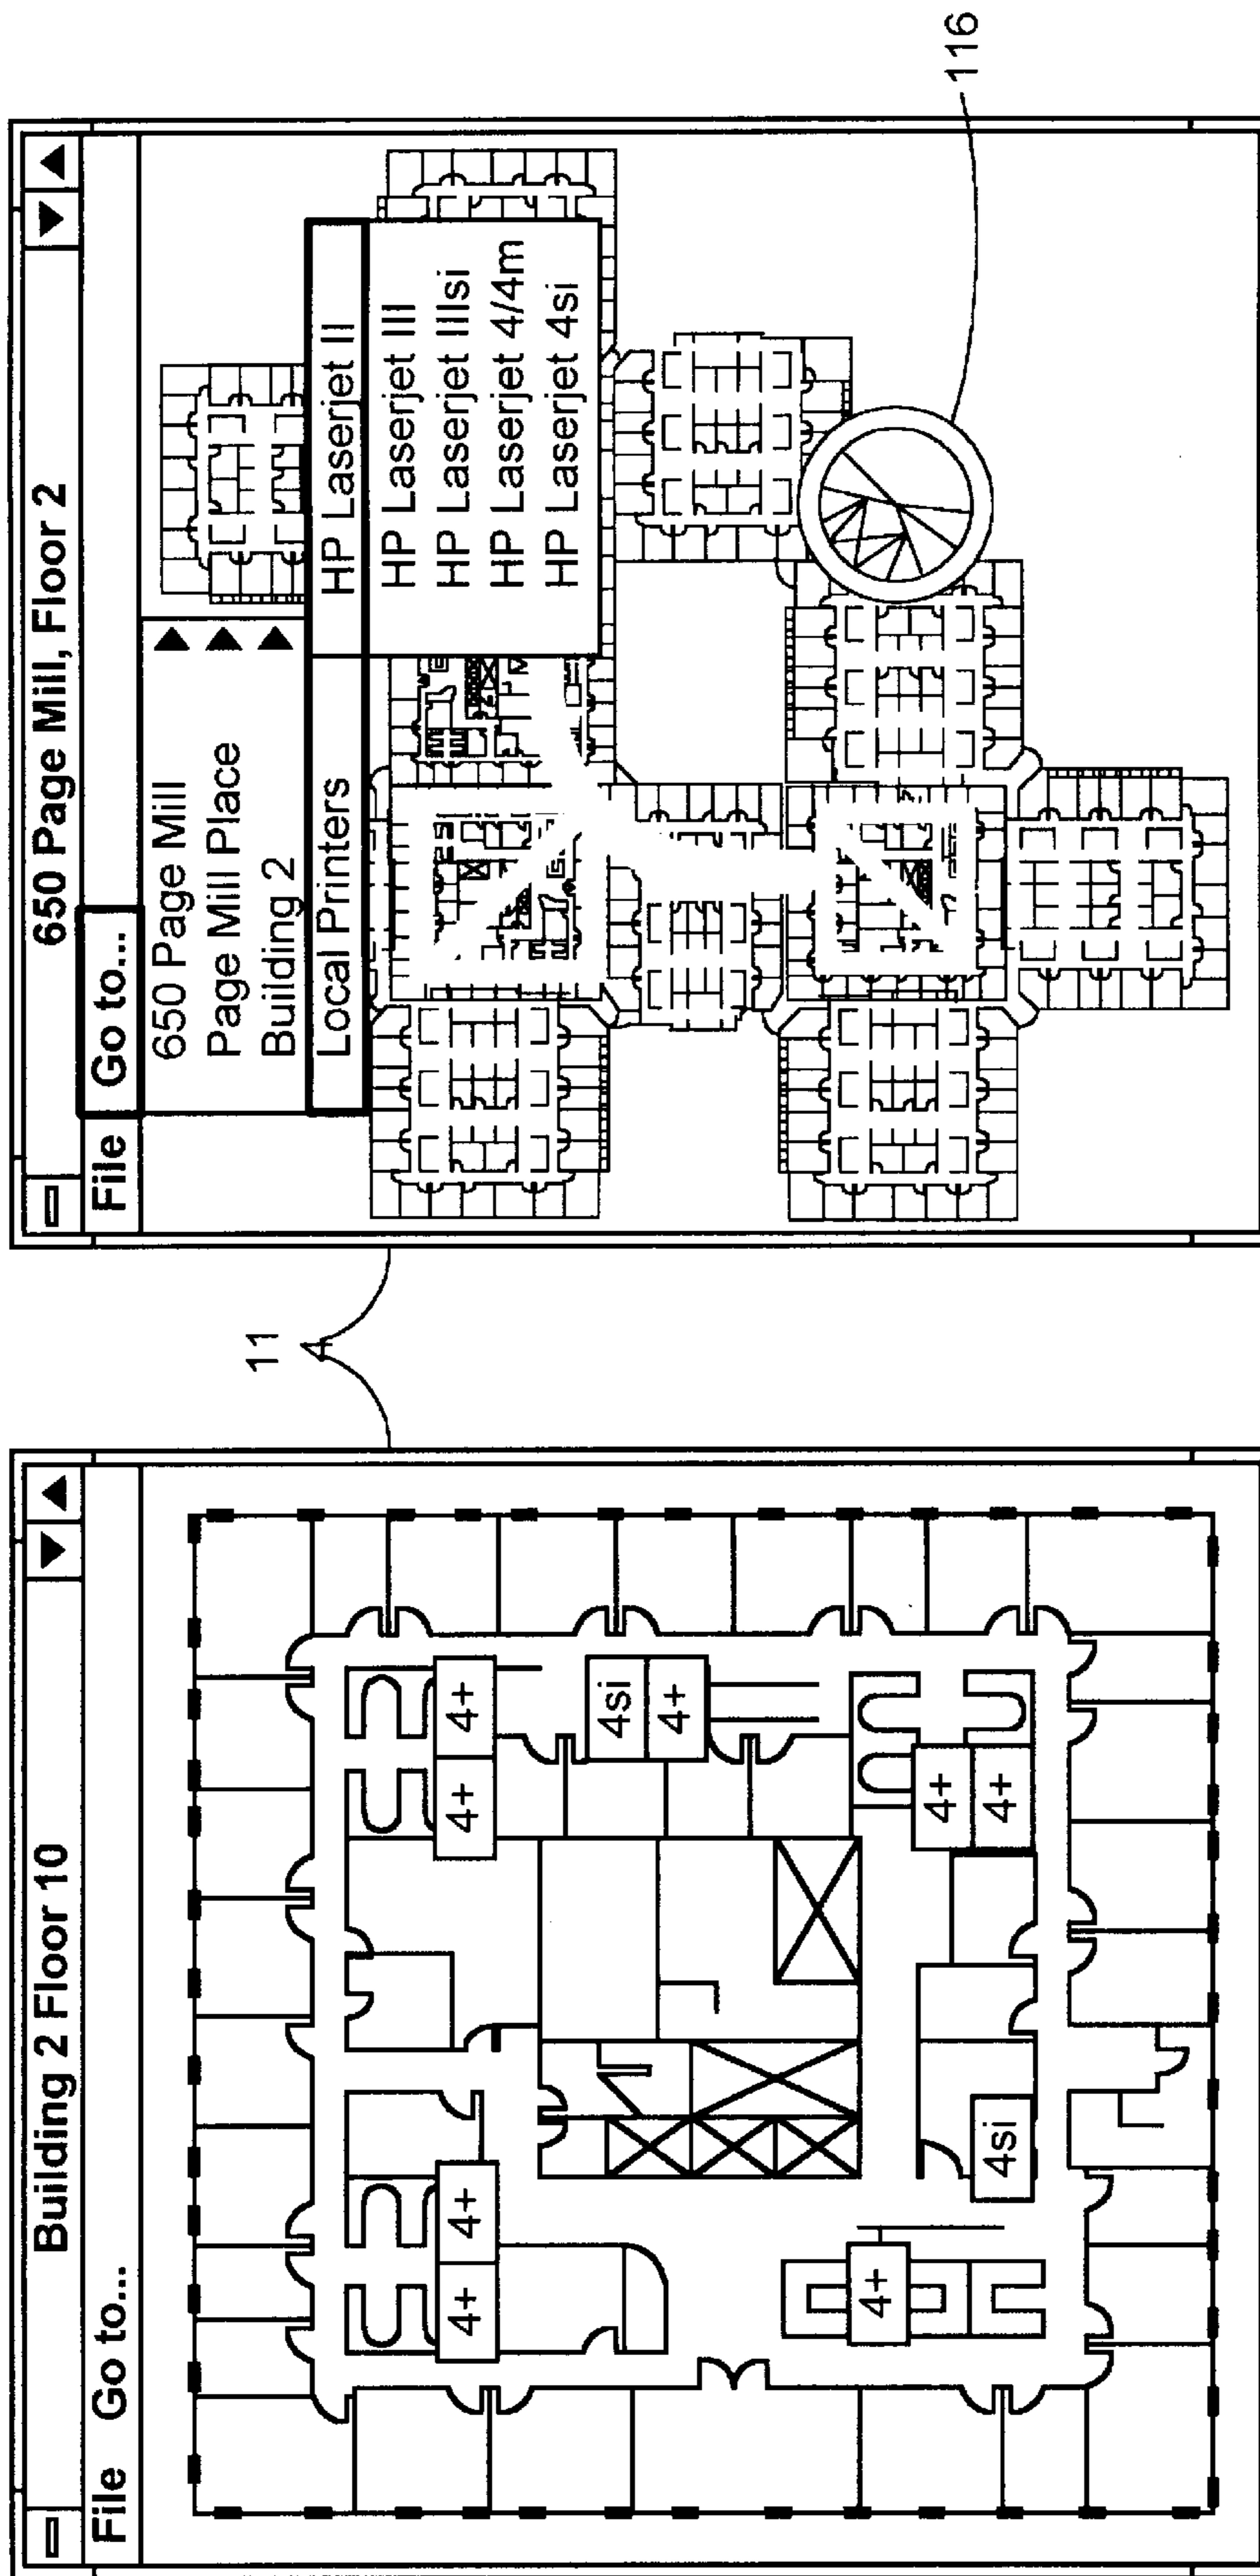 Building 2 Floor 10
File Go to...
4+ 4+
4+ 4+
4si
4+
4+
4si
4+
4+
11
4
650 Page Mill, Floor 2
File Go to...
650 Page Mill
Page Mill Place
Building 2
Local Printers
HP Laserjet II
HP Laserjet III
HP Laserjet IIIsi
HP Laserjet 4/4m
HP Laserjet 4si
116